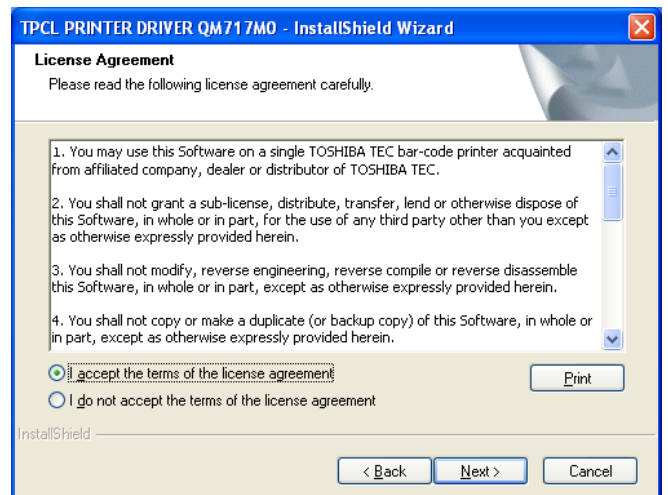 TPCL PRINTER DRIVER QM717M0 - InstallShield Wizard
License Agreement
Please read the following license agreement carefully.
1. You may use this Software on a single TOSHIBA TEC bar-code printer acquainted
from affiliated company, dealer or distributor of TOSHIBA TEC.
2. You shall not grant a sub-license, distribute, transfer, lend or otherwise dispose of
this Software, in whole or in part, for the use of any third party other than you except
as otherwise expressly provided herein.
3. You shall not modify, reverse engineering, reverse compile or reverse disassemble
this Software, in whole or in part, except as otherwise expressly provided herein.
4. You shall not copy or make a duplicate (or backup copy) of this Software, in whole or
in part, except as otherwise expressly provided herein.
I accept the terms of the license agreement
Print
I do not accept the terms of the license agreement
InstallShield
< Back
Next >
Cancel